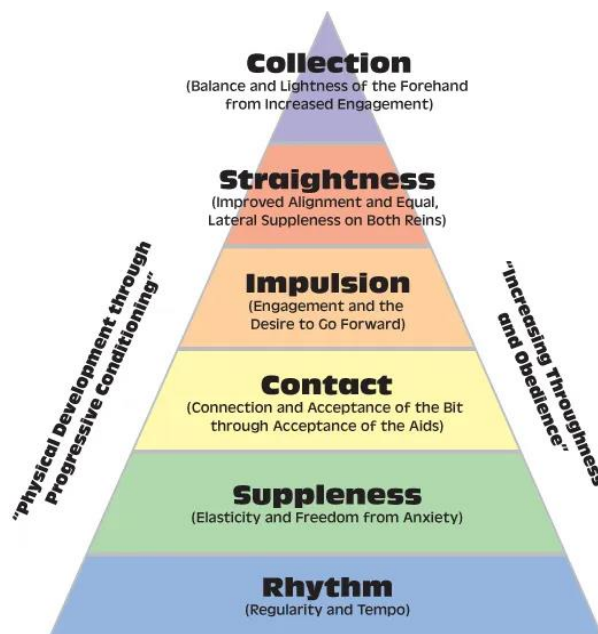 Collection
(Balance and Lightness of the Forehand
from Increased Engagement)
Straightness
(Improved Alignment and Equal,
Lateral Suppleness on Both Reins)
Impulsion
(Engagement and the
Desire to Go Forward)
Contact
(Connection and Acceptance of the Bit
through Acceptance of the Aids)
Suppleness
(Elasticity and Freedom from Anxiety)
Rhythm
(Regularity and Tempo)
"Physical Development through
Progressive Conditioning"
"Increasing Throughness
and Obedience"